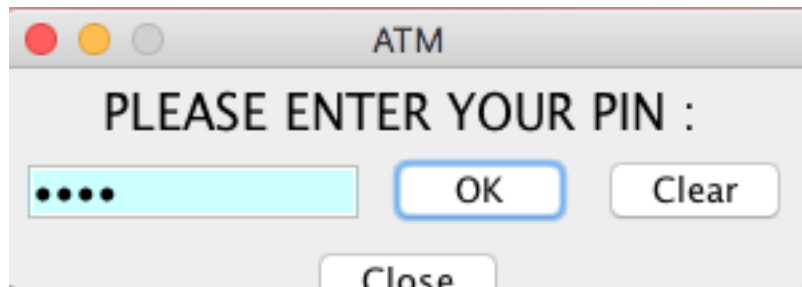 ATM
PLEASE ENTER YOUR PIN :
•••• OK Clear
Close